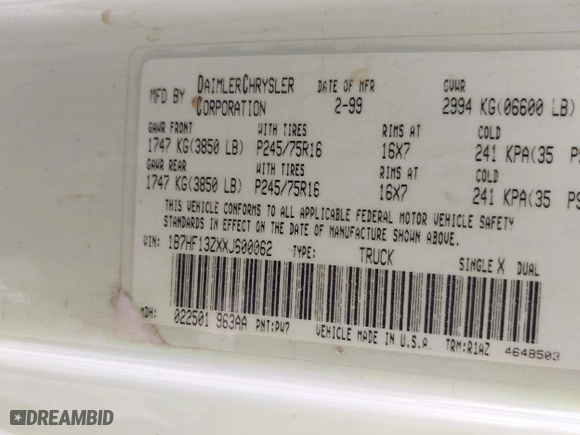 MFD BY DAIMLERCHRYSLER CORPORATION DATE OF MFR 2-99 GVWR 2994 KG(06600 LB)
GAWR FRONT WITH TIRES RIMS AT COLD
1747 KG(3850 LB) P245/75R16 16X7 241 KPA(35 PS
GAWR REAR WITH TIRES RIMS AT COLD
1747 KG(3850 LB) P245/75R16 16X7 241 KPA(35 PS
THIS VEHICLE CONFORMS TO ALL APPLICABLE FEDERAL MOTOR VEHICLE SAFETY
STANDARDS IN EFFECT ON THE DATE OF MANUFACTURE SHOWN ABOVE.
VIN: 1B7HF13ZXXJ600062 TYPE: TRUCK SINGLE X DUAL
MDH: 022501 963AA PNT:PW7 VEHICLE MADE IN U.S.A. TRM:R1AZ 4648503
DREAMBID